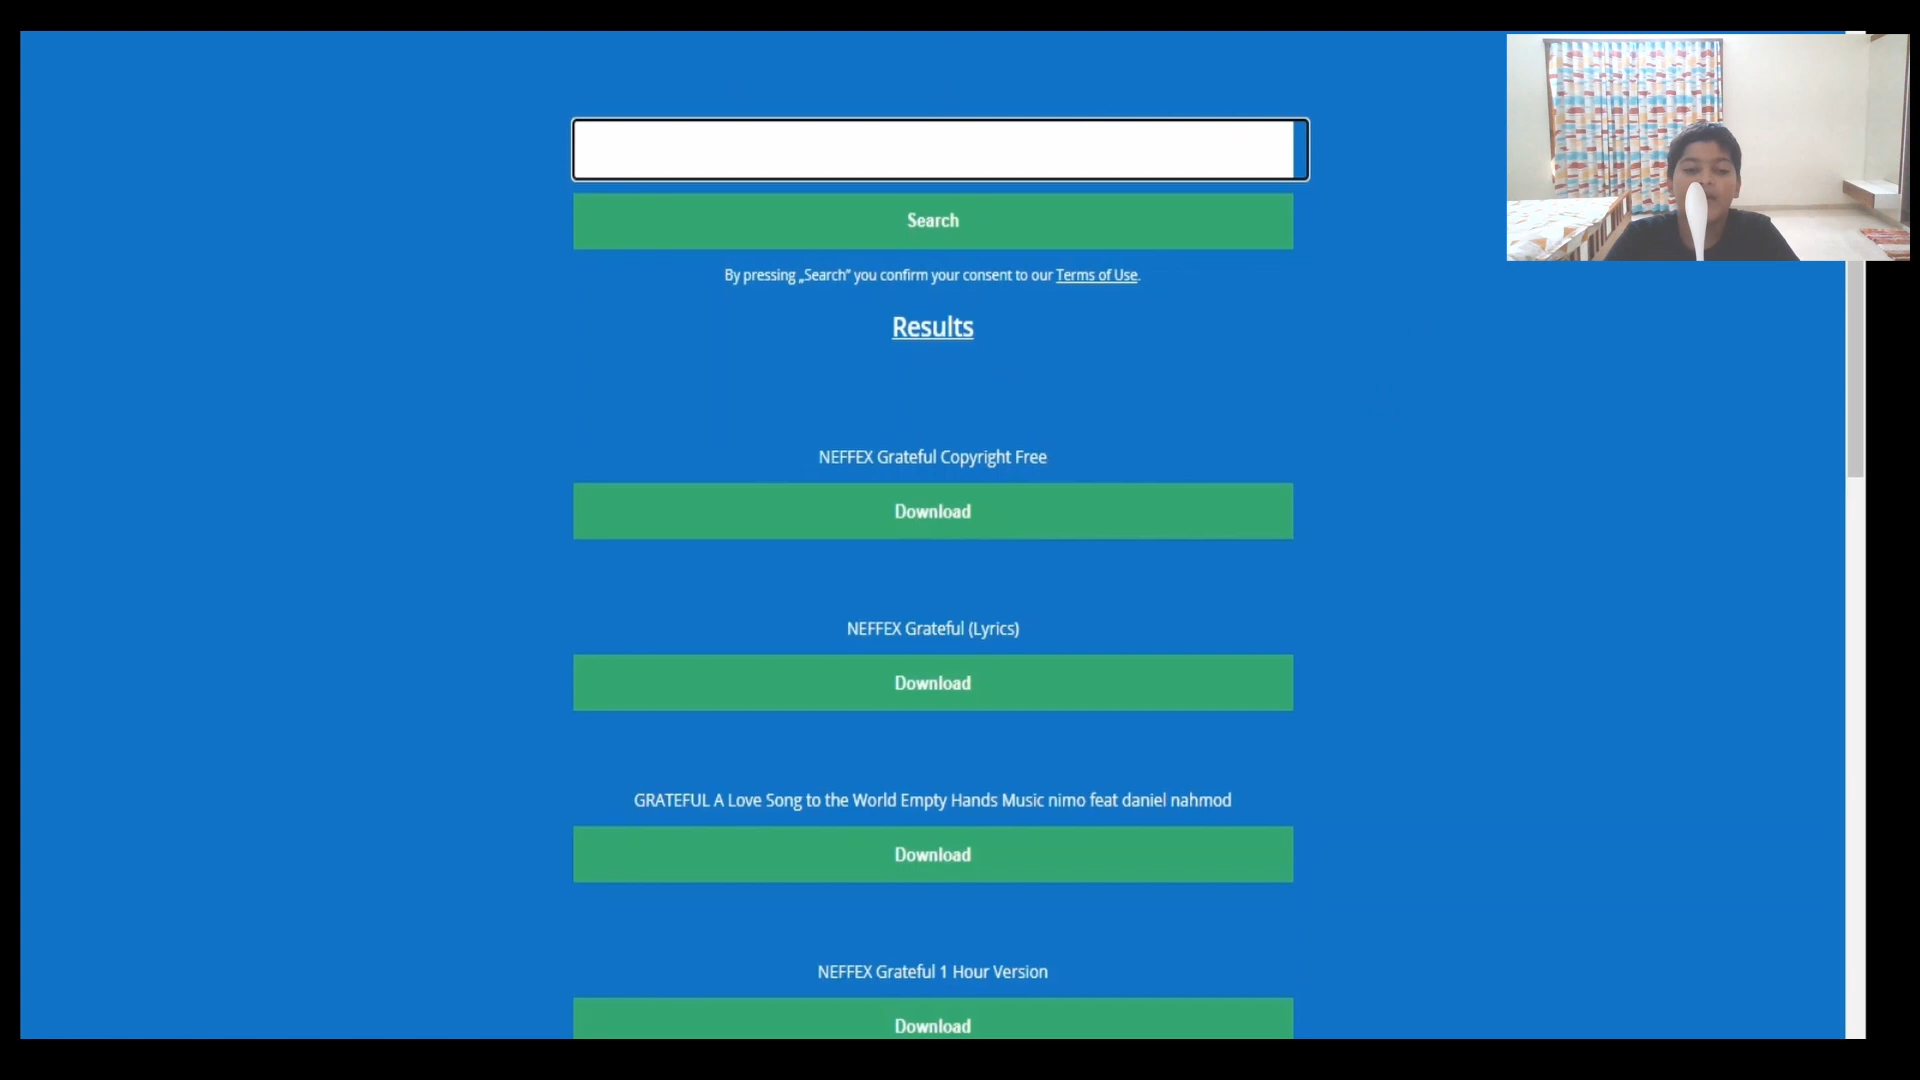 Search
By pressing „Search” you confirm your consent to our Terms of Use.
Results
NEFFEX Grateful Copyright Free
Download
NEFFEX Grateful (Lyrics)
Download
GRATEFUL A Love Song to the World Empty Hands Music nimo feat daniel nahmod
Download
NEFFEX Grateful 1 Hour Version
Download